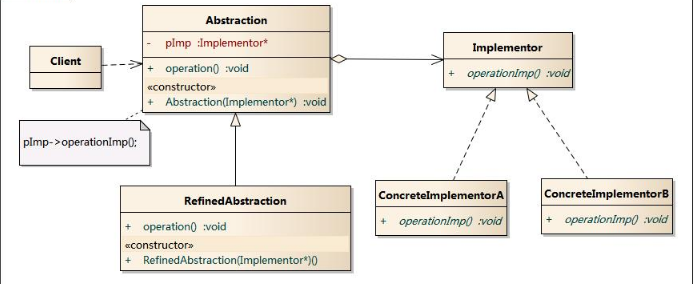 Abstraction
- pImp :Implementor*
+ operation() :void
«constructor»
+ Abstraction(Implementor*) :void
Client
pImp->operationImp();
Implementor
+ operationImp() :void
RefinedAbstraction
+ operation() :void
«constructor»
+ RefinedAbstraction(Implementor*)()
ConcreteImplementorA
+ operationImp() :void
ConcreteImplementorB
+ operationImp() :void